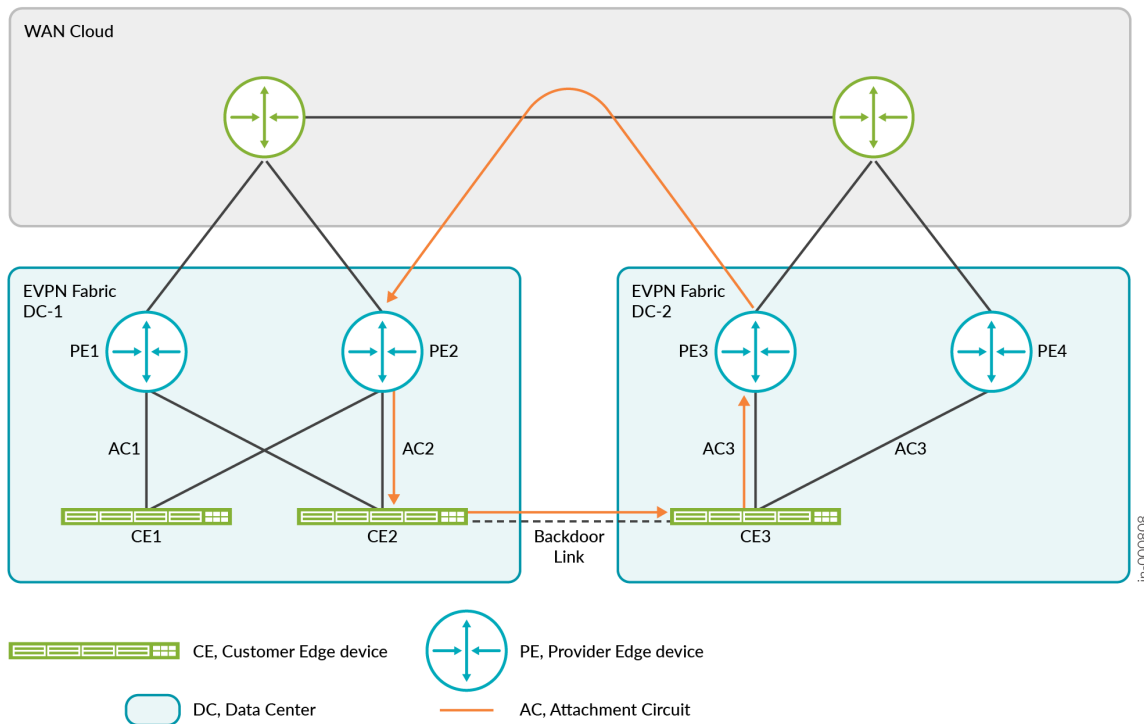 WAN Cloud
EVPN Fabric
DC-1
EVPN Fabric
DC-2
PE1
PE2
PE3
PE4
AC1
AC2
AC3
AC3
CE1
CE2
Backdoor
Link
CE3
CE, Customer Edge device
PE, Provider Edge device
DC, Data Center
AC, Attachment Circuit